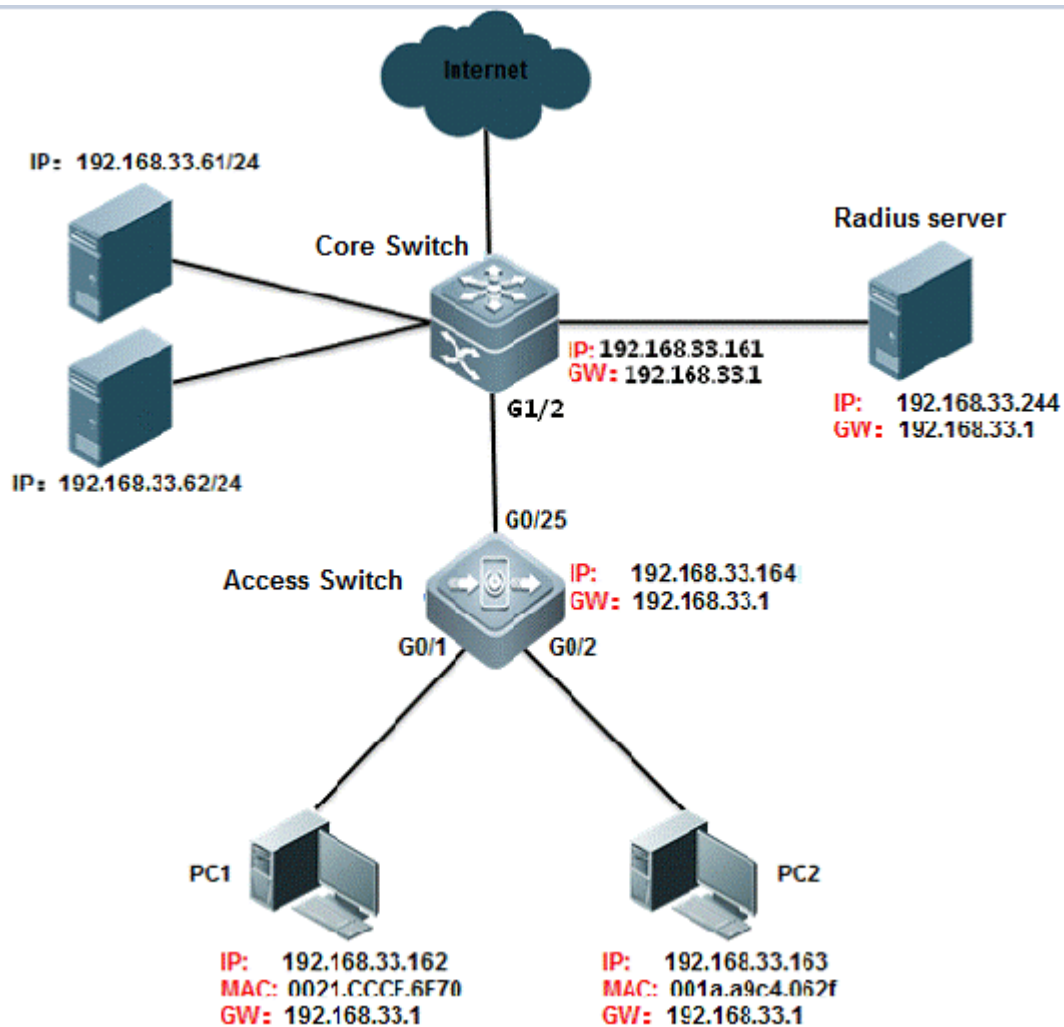 Internet
IP: 192.168.33.61/24
Radius server
Core Switch
IP: 192.168.33.161
GW: 192.168.33.1
IP: 192.168.33.244
GW: 192.168.33.1
G1/2
IP: 192.168.33.62/24
G0/25
Access Switch
IP: 192.168.33.164
GW: 192.168.33.1
G0/1
G0/2
PC1
PC2
IP: 192.168.33.162
MAC: 0021.CCCF.6F70
GW: 192.168.33.1
IP: 192.168.33.163
MAC: 001a.a9c4.062f
GW: 192.168.33.1